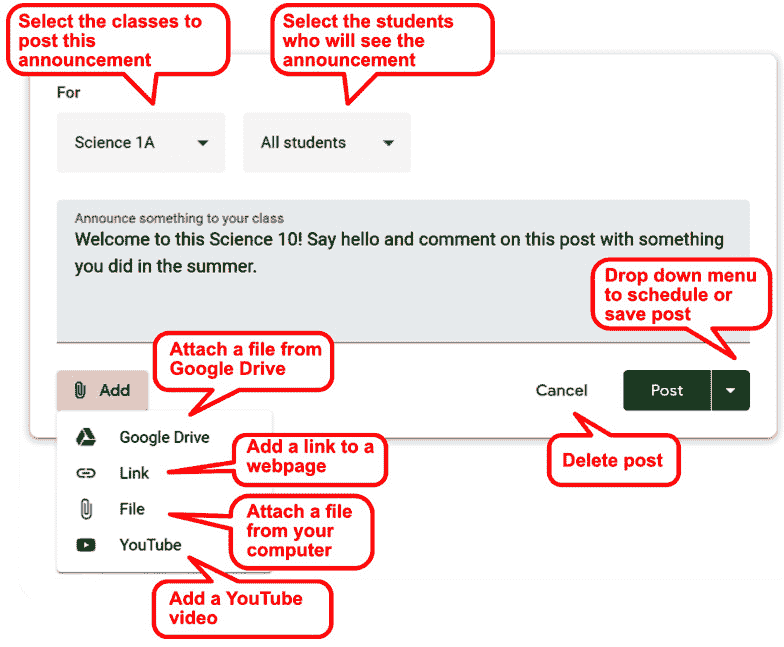 Select the classes to
post this
announcement
Select the students
who will see the
announcement
For
Science 1A
All students
Announce something to your class
Welcome to this Science 10! Say hello and comment on this post with something
you did in the summer.
Drop down menu
to schedule or
save post
Attach a file from
Google Drive
Add
Cancel
Post
Google Drive
Add a link to a
webpage
Link
Delete post
File
Attach a file
from your
computer
YouTube
Add a YouTube
video